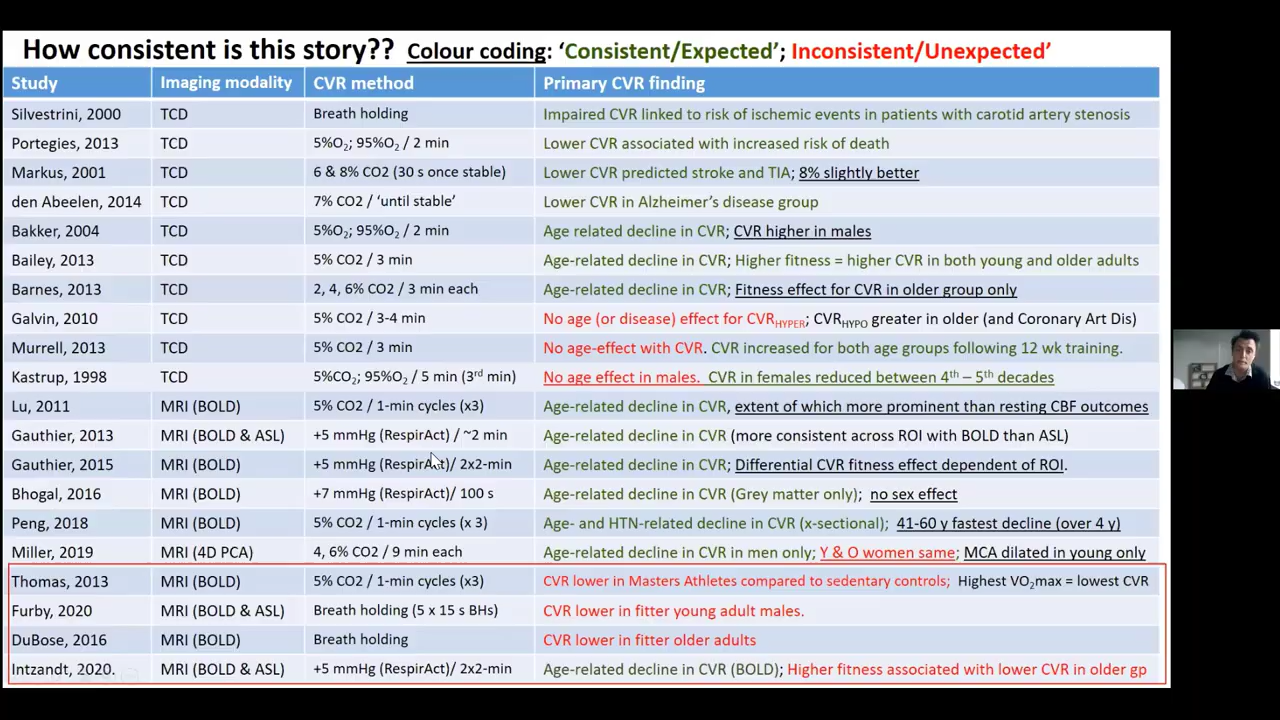 How consistent is this story?? Colour coding: ‘Consistent/Expected’; Inconsistent/Unexpected’
Study Imaging modality CVR method Primary CVR finding
Silvestrini, 2000 TCD Breath holding Impaired CVR linked to risk of ischemic events in patients with carotid artery stenosis
Portegies, 2013 TCD 5%O₂; 95%O₂ / 2 min Lower CVR associated with increased risk of death
Markus, 2001 TCD 6 & 8% CO2 (30 s once stable) Lower CVR predicted stroke and TIA; 8% slightly better
den Abeelen, 2014 TCD 7% CO2 / ‘until stable’ Lower CVR in Alzheimer’s disease group
Bakker, 2004 TCD 5%O₂; 95%O₂ / 2 min Age related decline in CVR; CVR higher in males
Bailey, 2013 TCD 5% CO2 / 3 min Age-related decline in CVR; Higher fitness = higher CVR in both young and older adults
Barnes, 2013 TCD 2, 4, 6% CO2 / 3 min each Age-related decline in CVR; Fitness effect for CVR in older group only
Galvin, 2010 TCD 5% CO2 / 3-4 min No age (or disease) effect for CVRHYPER; CVRHYPO greater in older (and Coronary Art Dis)
Murrell, 2013 TCD 5% CO2 / 3 min No age-effect with CVR. CVR increased for both age groups following 12 wk training.
Kastrup, 1998 TCD 5%CO₂; 95%O₂ / 5 min (3rd min) No age effect in males. CVR in females reduced between 4th – 5th decades
Lu, 2011 MRI (BOLD) 5% CO2 / 1-min cycles (x3) Age-related decline in CVR, extent of which more prominent than resting CBF outcomes
Gauthier, 2013 MRI (BOLD & ASL) +5 mmHg (RespirAct) / ~2 min Age-related decline in CVR (more consistent across ROI with BOLD than ASL)
Gauthier, 2015 MRI (BOLD) +5 mmHg (RespirAct)/ 2x2-min Age-related decline in CVR; Differential CVR fitness effect dependent of ROI.
Bhogal, 2016 MRI (BOLD) +7 mmHg (RespirAct)/ 100 s Age-related decline in CVR (Grey matter only); no sex effect
Peng, 2018 MRI (BOLD) 5% CO2 / 1-min cycles (x 3) Age- and HTN-related decline in CVR (x-sectional); 41-60 y fastest decline (over 4 y)
Miller, 2019 MRI (4D PCA) 4, 6% CO2 / 9 min each Age-related decline in CVR in men only; Y & O women same; MCA dilated in young only
Thomas, 2013 MRI (BOLD) 5% CO2 / 1-min cycles (x3) CVR lower in Masters Athletes compared to sedentary controls; Highest VO₂max = lowest CVR
Furby, 2020 MRI (BOLD & ASL) Breath holding (5 x 15 s BHs) CVR lower in fitter young adult males.
DuBose, 2016 MRI (BOLD) Breath holding CVR lower in fitter older adults
Intzandt, 2020. MRI (BOLD & ASL) +5 mmHg (RespirAct)/ 2x2-min Age-related decline in CVR (BOLD); Higher fitness associated with lower CVR in older gp